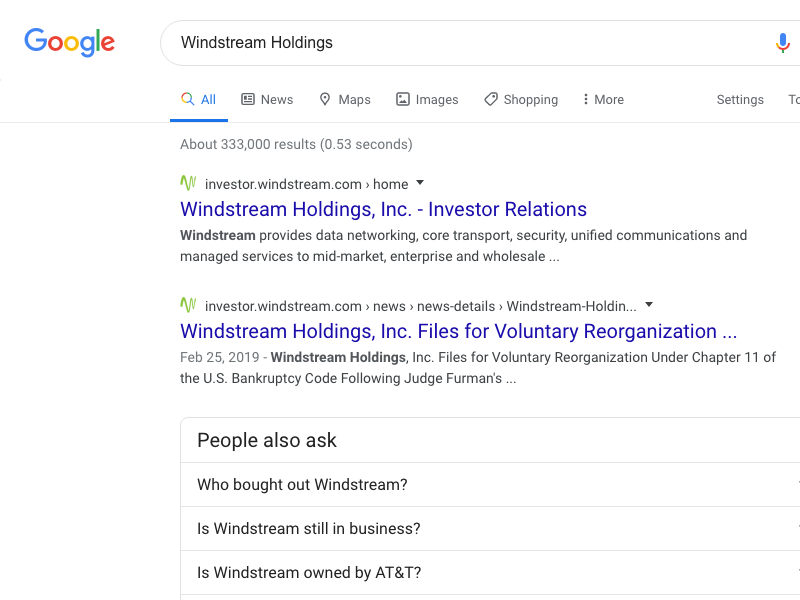 Google
Windstream Holdings
All News Maps Images Shopping More Settings
About 333,000 results (0.53 seconds)
investor.windstream.com › home
Windstream Holdings, Inc. - Investor Relations
Windstream provides data networking, core transport, security, unified communications and
managed services to mid-market, enterprise and wholesale ...
investor.windstream.com › news › news-details › Windstream-Holdin...
Windstream Holdings, Inc. Files for Voluntary Reorganization ...
Feb 25, 2019 - Windstream Holdings, Inc. Files for Voluntary Reorganization Under Chapter 11 of
the U.S. Bankruptcy Code Following Judge Furman's ...
People also ask
Who bought out Windstream?
Is Windstream still in business?
Is Windstream owned by AT&T?